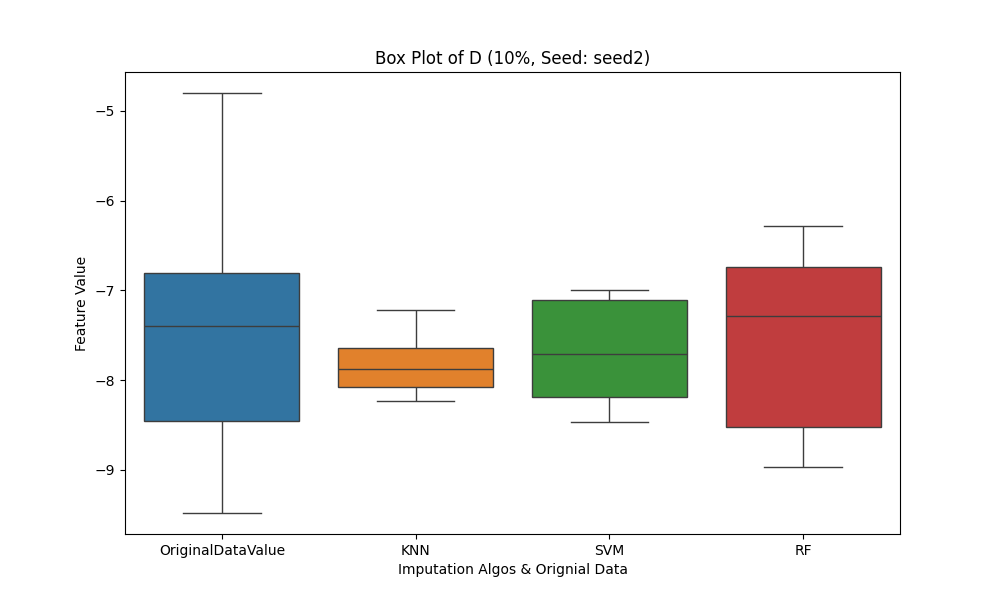 Box Plot of D (10%, Seed: seed2)
Feature Value
−5
−6
−7
−8
−9
OriginalDataValue
KNN
SVM
RF
Imputation Algos & Orignial Data